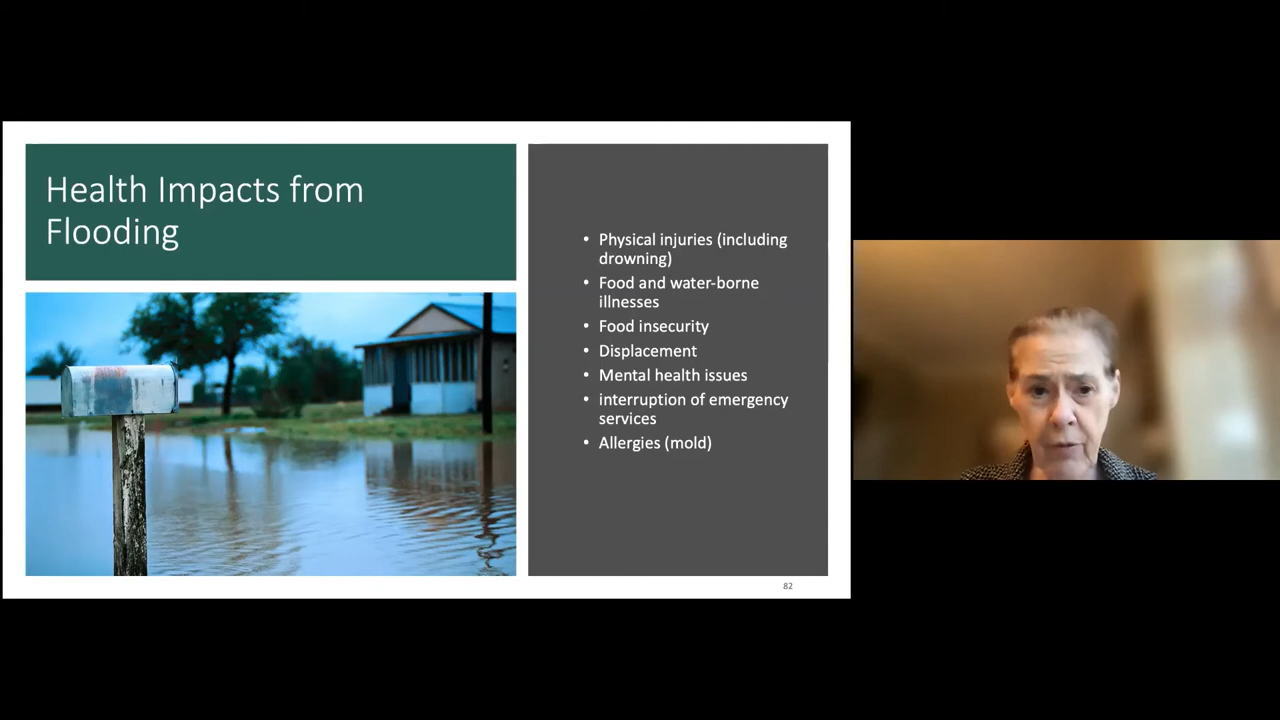 Health Impacts from
Flooding
• Physical injuries (including
drowning)
• Food and water-borne
illnesses
• Food insecurity
• Displacement
• Mental health issues
• interruption of emergency
services
• Allergies (mold)
82